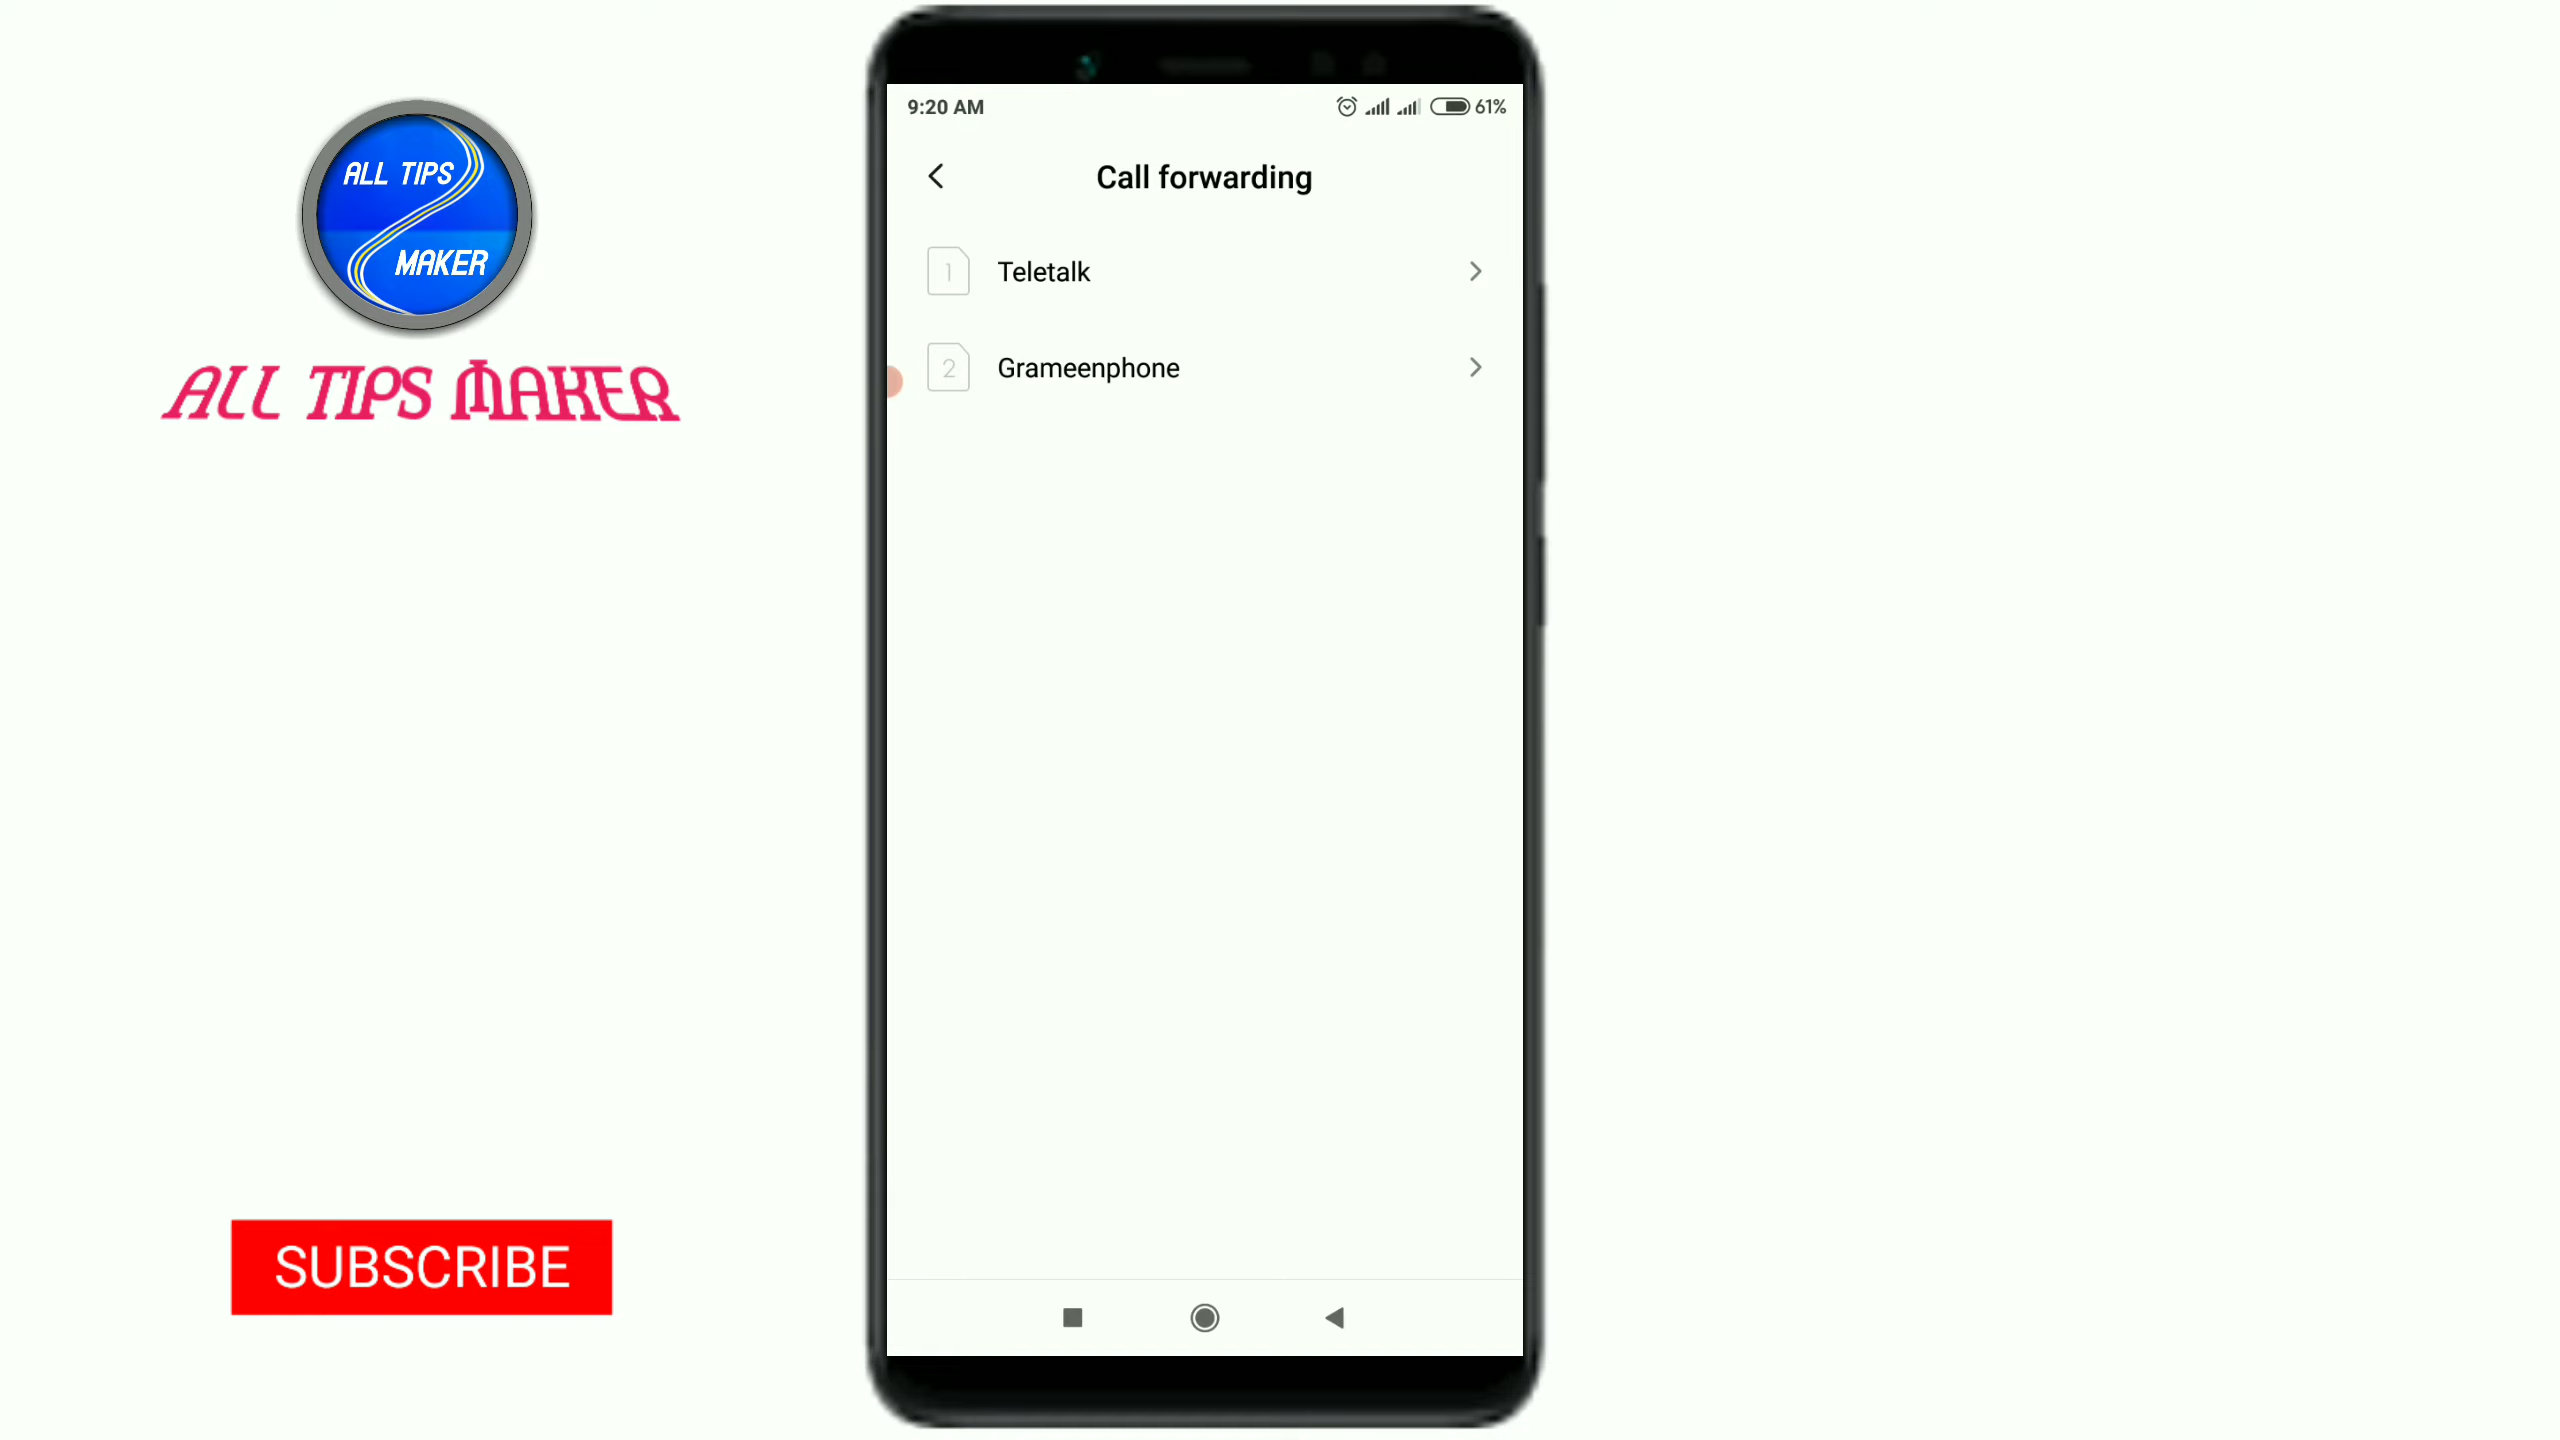 ALL TIPS
MAKER
ALL TIPS MAKER
SUBSCRIBE
9:20 AM
61%
Call forwarding
1 Teletalk
2 Grameenphone